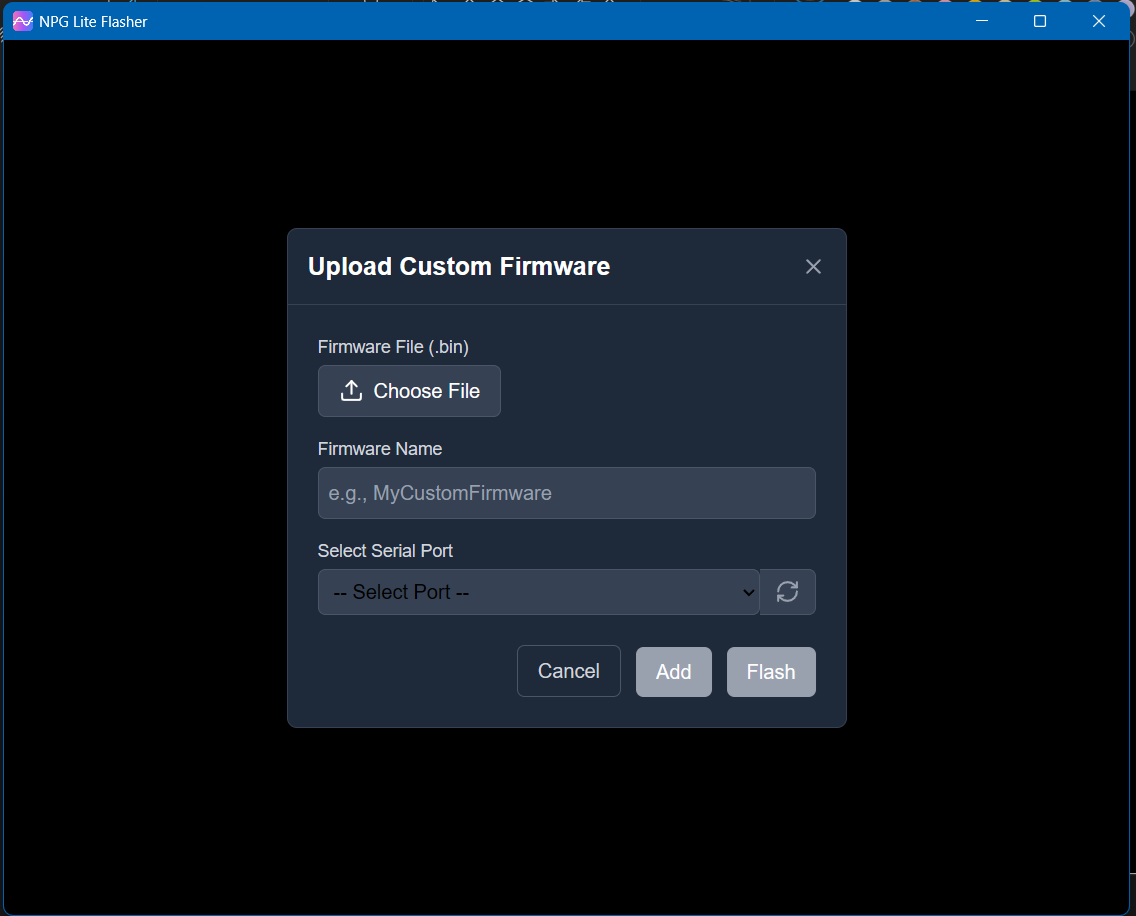 NPG Lite Flasher
Upload Custom Firmware
Firmware File (.bin)
Choose File
Firmware Name
e.g., MyCustomFirmware
Select Serial Port
-- Select Port --
Cancel Add Flash